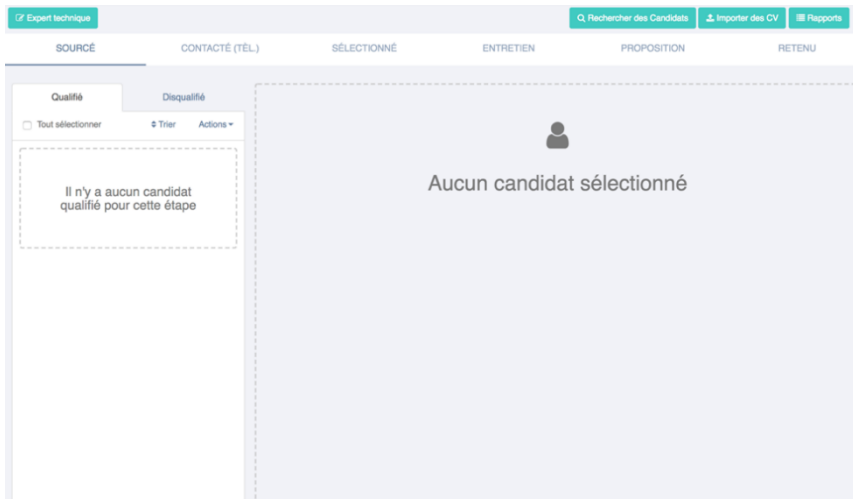 Expert technique
Rechercher des Candidats
Importer des CV
Rapports
SOURCÉ
CONTACTÉ (TÉL.)
SÉLECTIONNÉ
ENTRETIEN
PROPOSITION
RETENU
Qualifié
Disqualifié
Tout sélectionner
Trier
Actions
Il n'y a aucun candidat
qualifié pour cette étape
Aucun candidat sélectionné